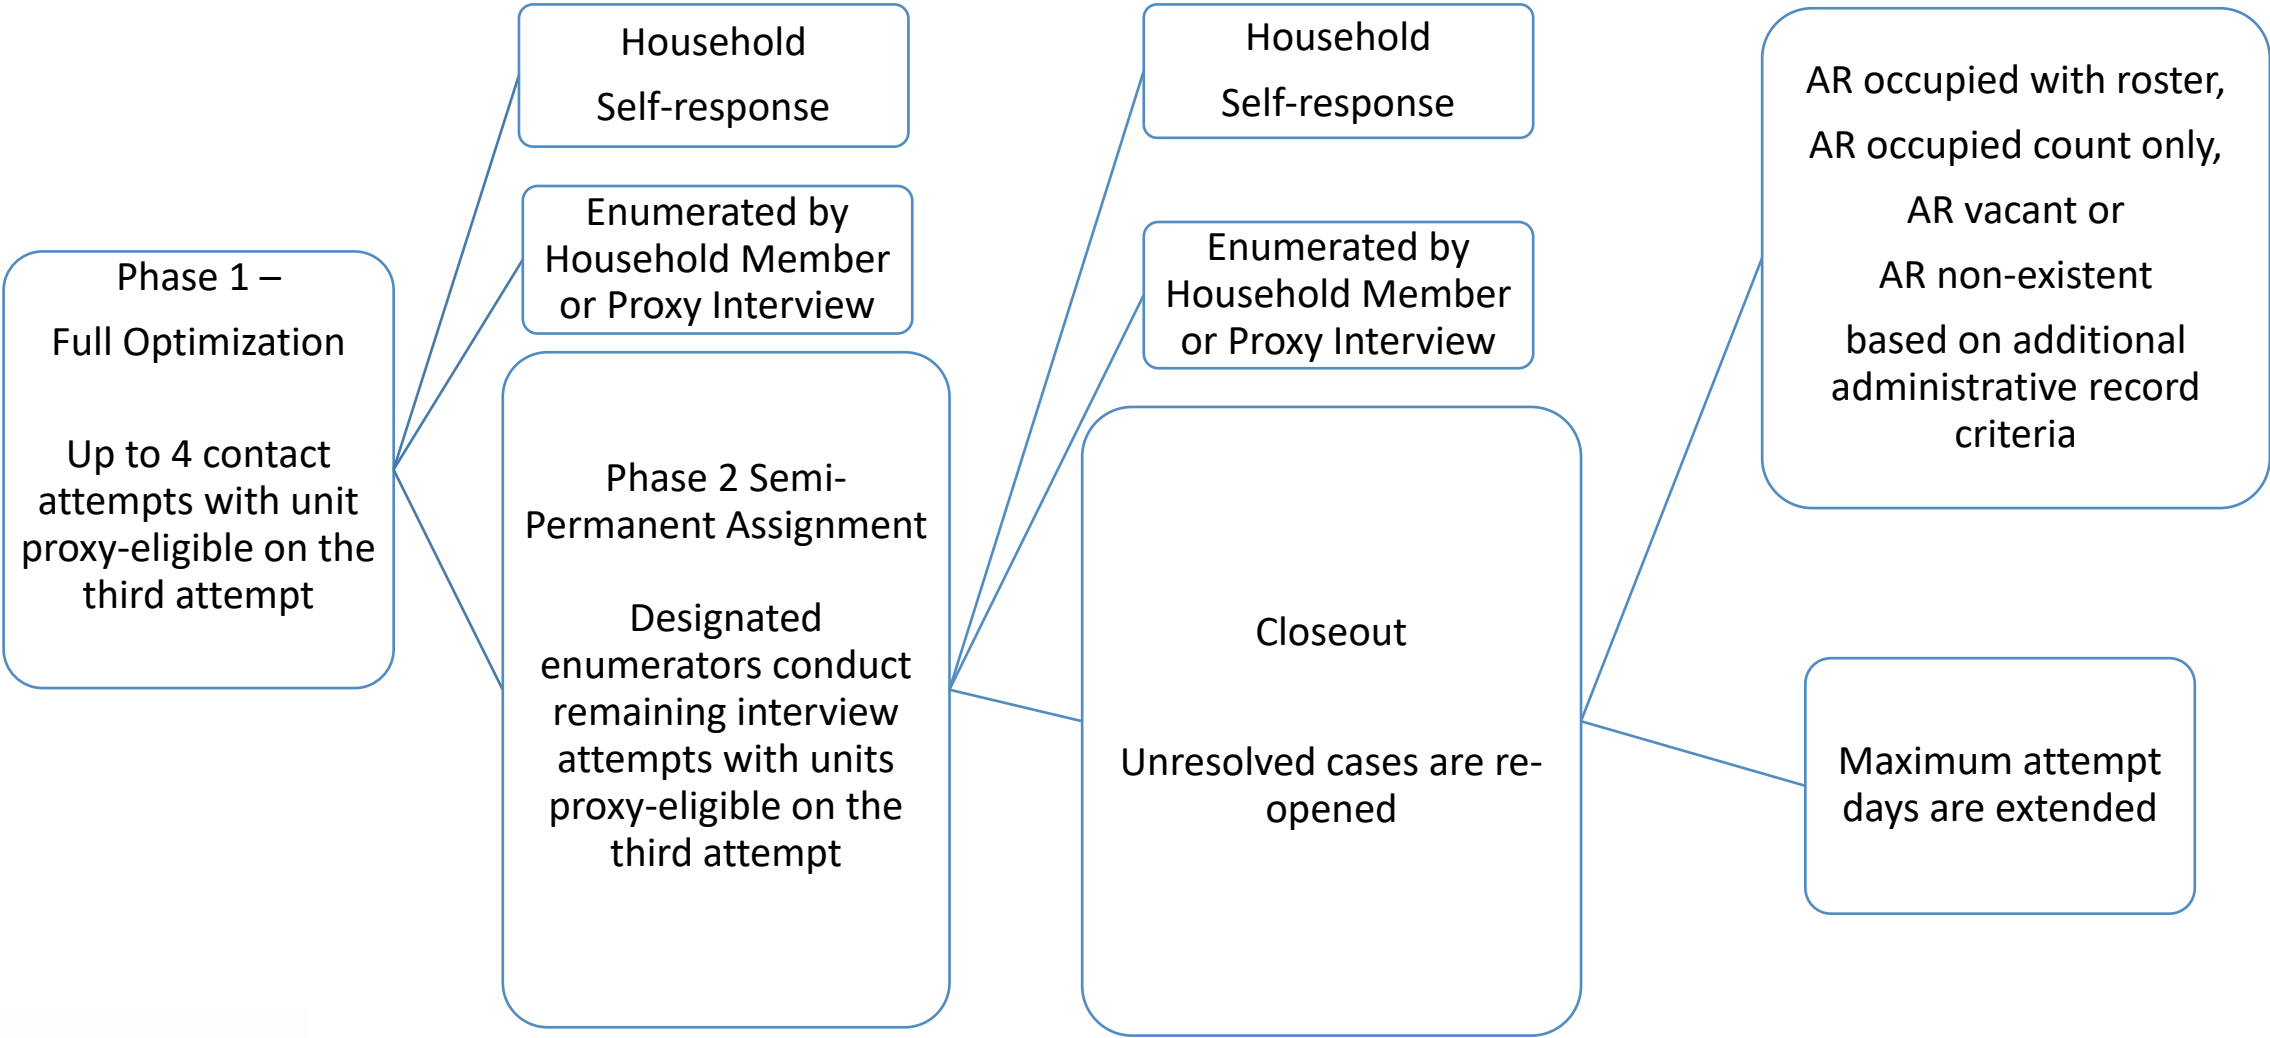 Phase 1 –
Full Optimization
Up to 4 contact
attempts with unit
proxy-eligible on the
third attempt
Household
Self-response
Enumerated by
Household Member
or Proxy Interview
Phase 2 Semi-
Permanent Assignment
Designated
enumerators conduct
remaining interview
attempts with units
proxy-eligible on the
third attempt
Household
Self-response
Enumerated by
Household Member
or Proxy Interview
Closeout
Unresolved cases are re-
opened
AR occupied with roster,
AR occupied count only,
AR vacant or
AR non-existent
based on additional
administrative record
criteria
Maximum attempt
days are extended